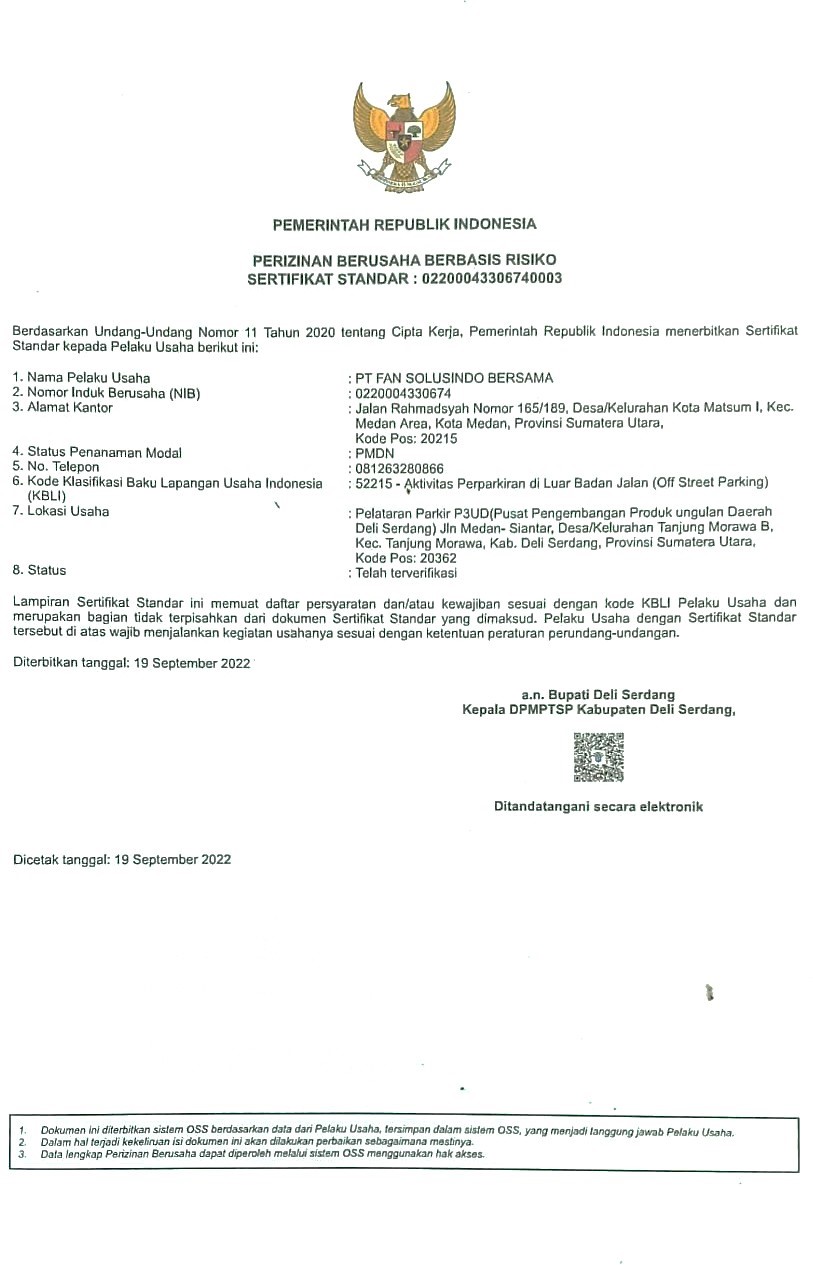 PEMERINTAH REPUBLIK INDONESIA
PERIZINAN BERUSAHA BERBASIS RISIKO
SERTIFIKAT STANDAR : 02200043306740003
Berdasarkan Undang-Undang Nomor 11 Tahun 2020 tentang Cipta Kerja, Pemerintah Republik Indonesia menerbitkan Sertifikat
Standar kepada Pelaku Usaha berikut ini:
1. Nama Pelaku Usaha : PT FAN SOLUSINDO BERSAMA
2. Nomor Induk Berusaha (NIB) : 0220004330674
3. Alamat Kantor : Jalan Rahmadsyah Nomor 165/189, Desa/Kelurahan Kota Matsum I, Kec.
Medan Area, Kota Medan, Provinsi Sumatera Utara,
Kode Pos: 20215
4. Status Penanaman Modal : PMDN
5. No. Telepon : 081263280866
6. Kode Klasifikasi Baku Lapangan Usaha Indonesia : 52215 - Aktivitas Perparkiran di Luar Badan Jalan (Off Street Parking)
(KBLI)
7. Lokasi Usaha : Pelataran Parkir P3UD(Pusat Pengembangan Produk ungulan Daerah
Deli Serdang) Jln Medan- Siantar, Desa/Kelurahan Tanjung Morawa B,
Kec. Tanjung Morawa, Kab. Deli Serdang, Provinsi Sumatera Utara,
Kode Pos: 20362
8. Status : Telah terverifikasi
Lampiran Sertifikat Standar ini memuat daftar persyaratan dan/atau kewajiban sesuai dengan kode KBLI Pelaku Usaha dan
merupakan bagian tidak terpisahkan dari dokumen Sertifikat Standar yang dimaksud. Pelaku Usaha dengan Sertifikat Standar
tersebut di atas wajib menjalankan kegiatan usahanya sesuai dengan ketentuan peraturan perundang-undangan.
Diterbitkan tanggal: 19 September 2022
a.n. Bupati Deli Serdang
Kepala DPMPTSP Kabupaten Deli Serdang,
Ditandatangani secara elektronik
Dicetak tanggal: 19 September 2022
1. Dokumen ini diterbitkan sistem OSS berdasarkan data dari Pelaku Usaha, tersimpan dalam sistem OSS, yang menjadi tanggung jawab Pelaku Usaha.
2. Dalam hal terjadi kekeliruan isi dokumen ini akan dilakukan perbaikan sebagaimana mestinya.
3. Data lengkap Perizinan Berusaha dapat diperoleh melalui sistem OSS menggunakan hak akses.